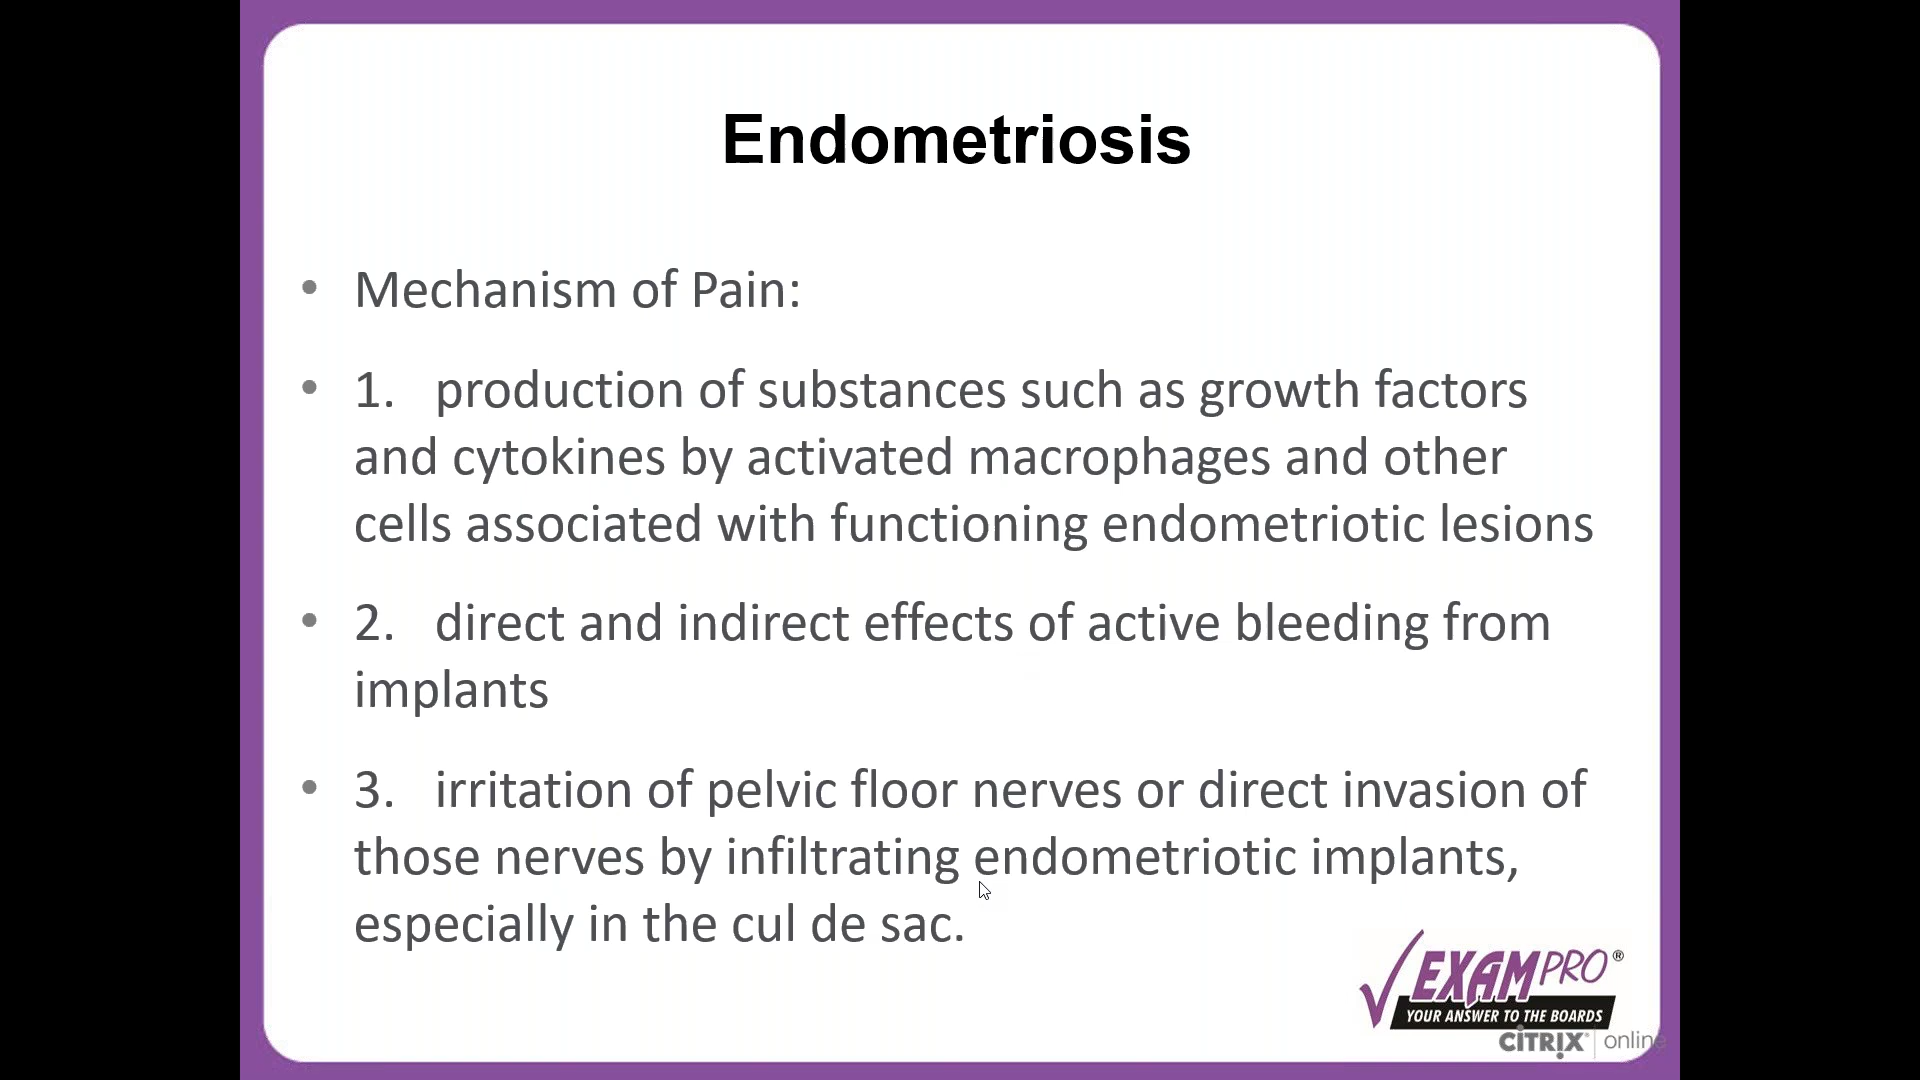 Endometriosis
• Mechanism of Pain:
• 1. production of substances such as growth factors
and cytokines by activated macrophages and other
cells associated with functioning endometriotic lesions
• 2. direct and indirect effects of active bleeding from
implants
• 3. irritation of pelvic floor nerves or direct invasion of
those nerves by infiltrating endometriotic implants,
especially in the cul de sac.
EXAMPRO®
YOUR ANSWER TO THE BOARDS
CITRIX® online